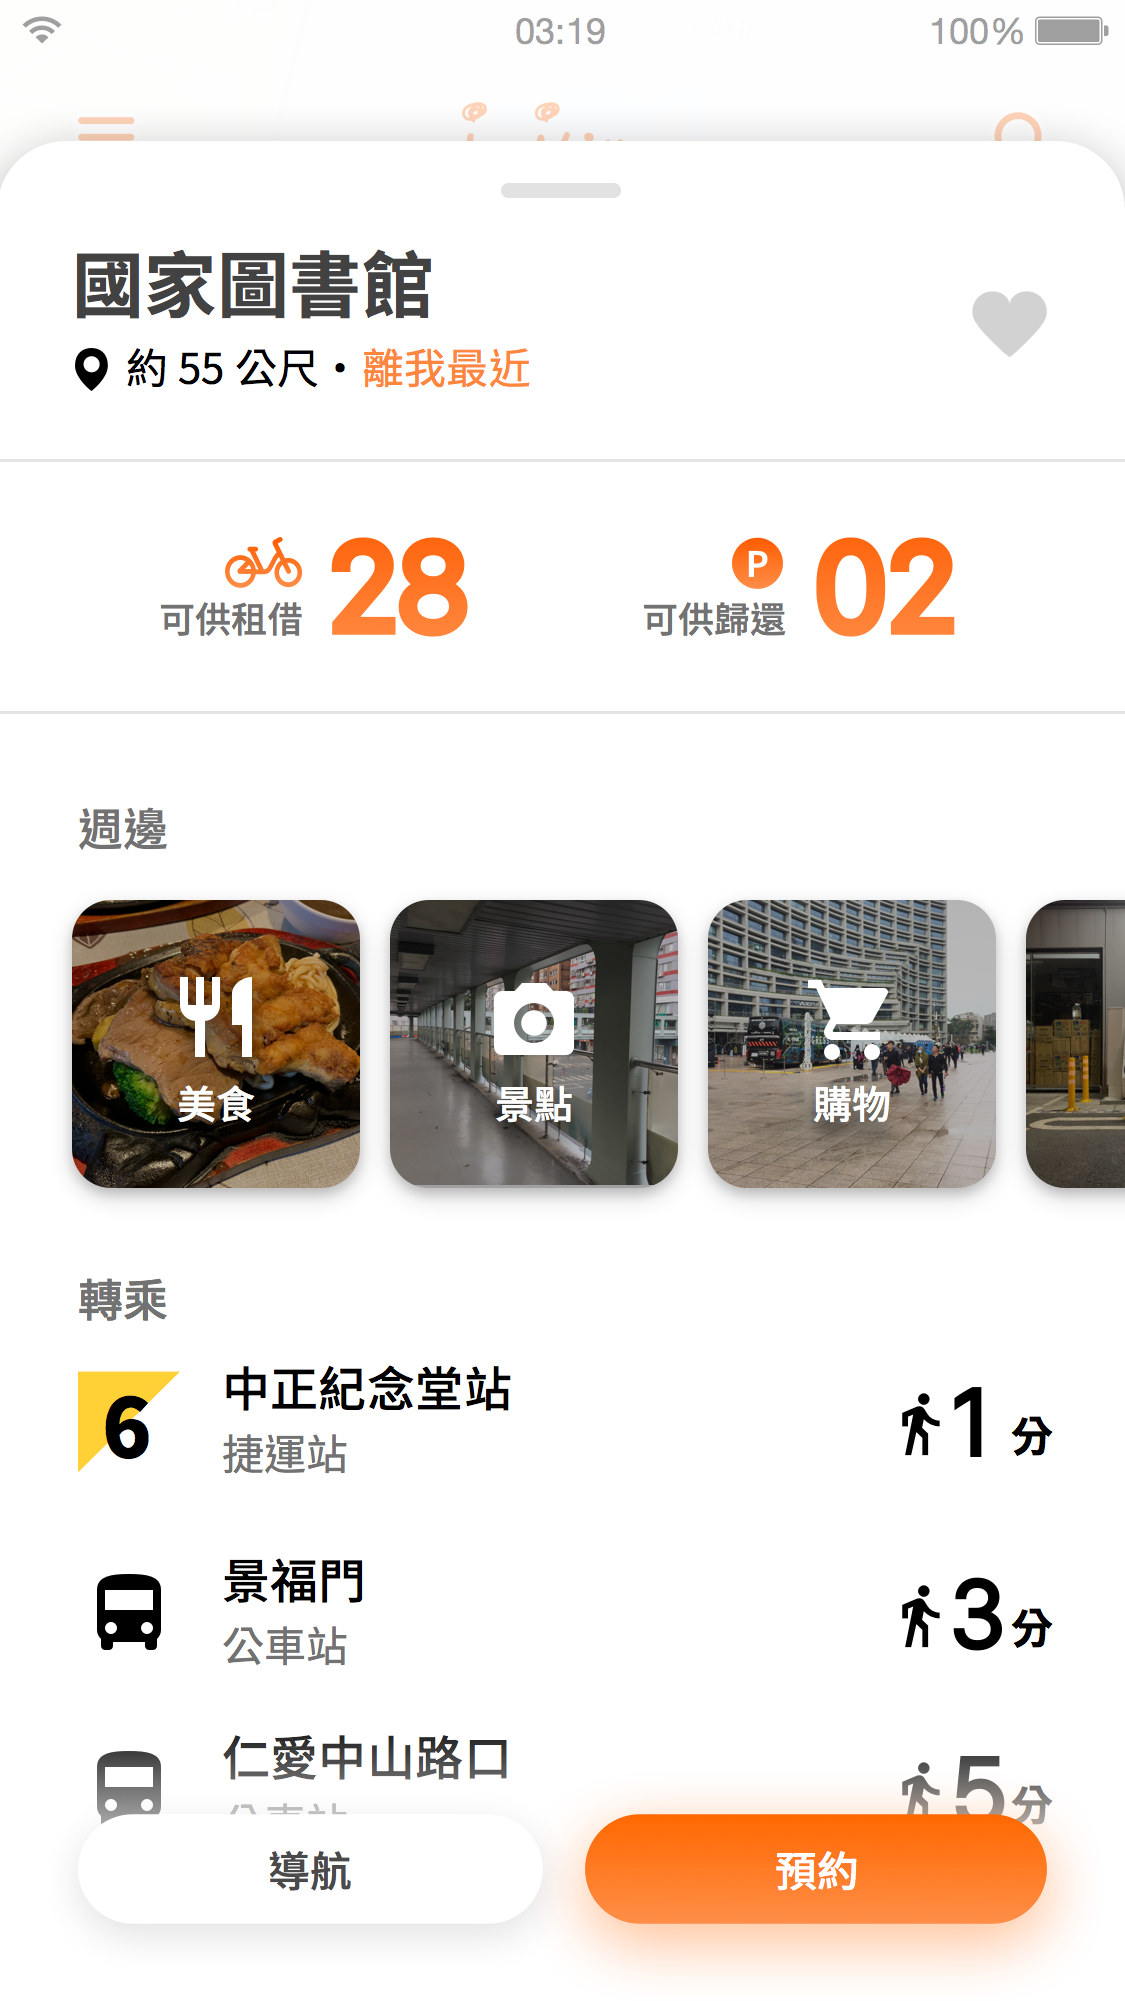 03:19
100%
國家圖書館
約 55 公尺・離我最近
28
可供租借
P
02
可供歸還
週邊
美食
景點
購物
轉乘
6
中正紀念堂站
捷運站
1 分
景福門
公車站
3 分
仁愛中山路口
公車站
5 分
導航
預約